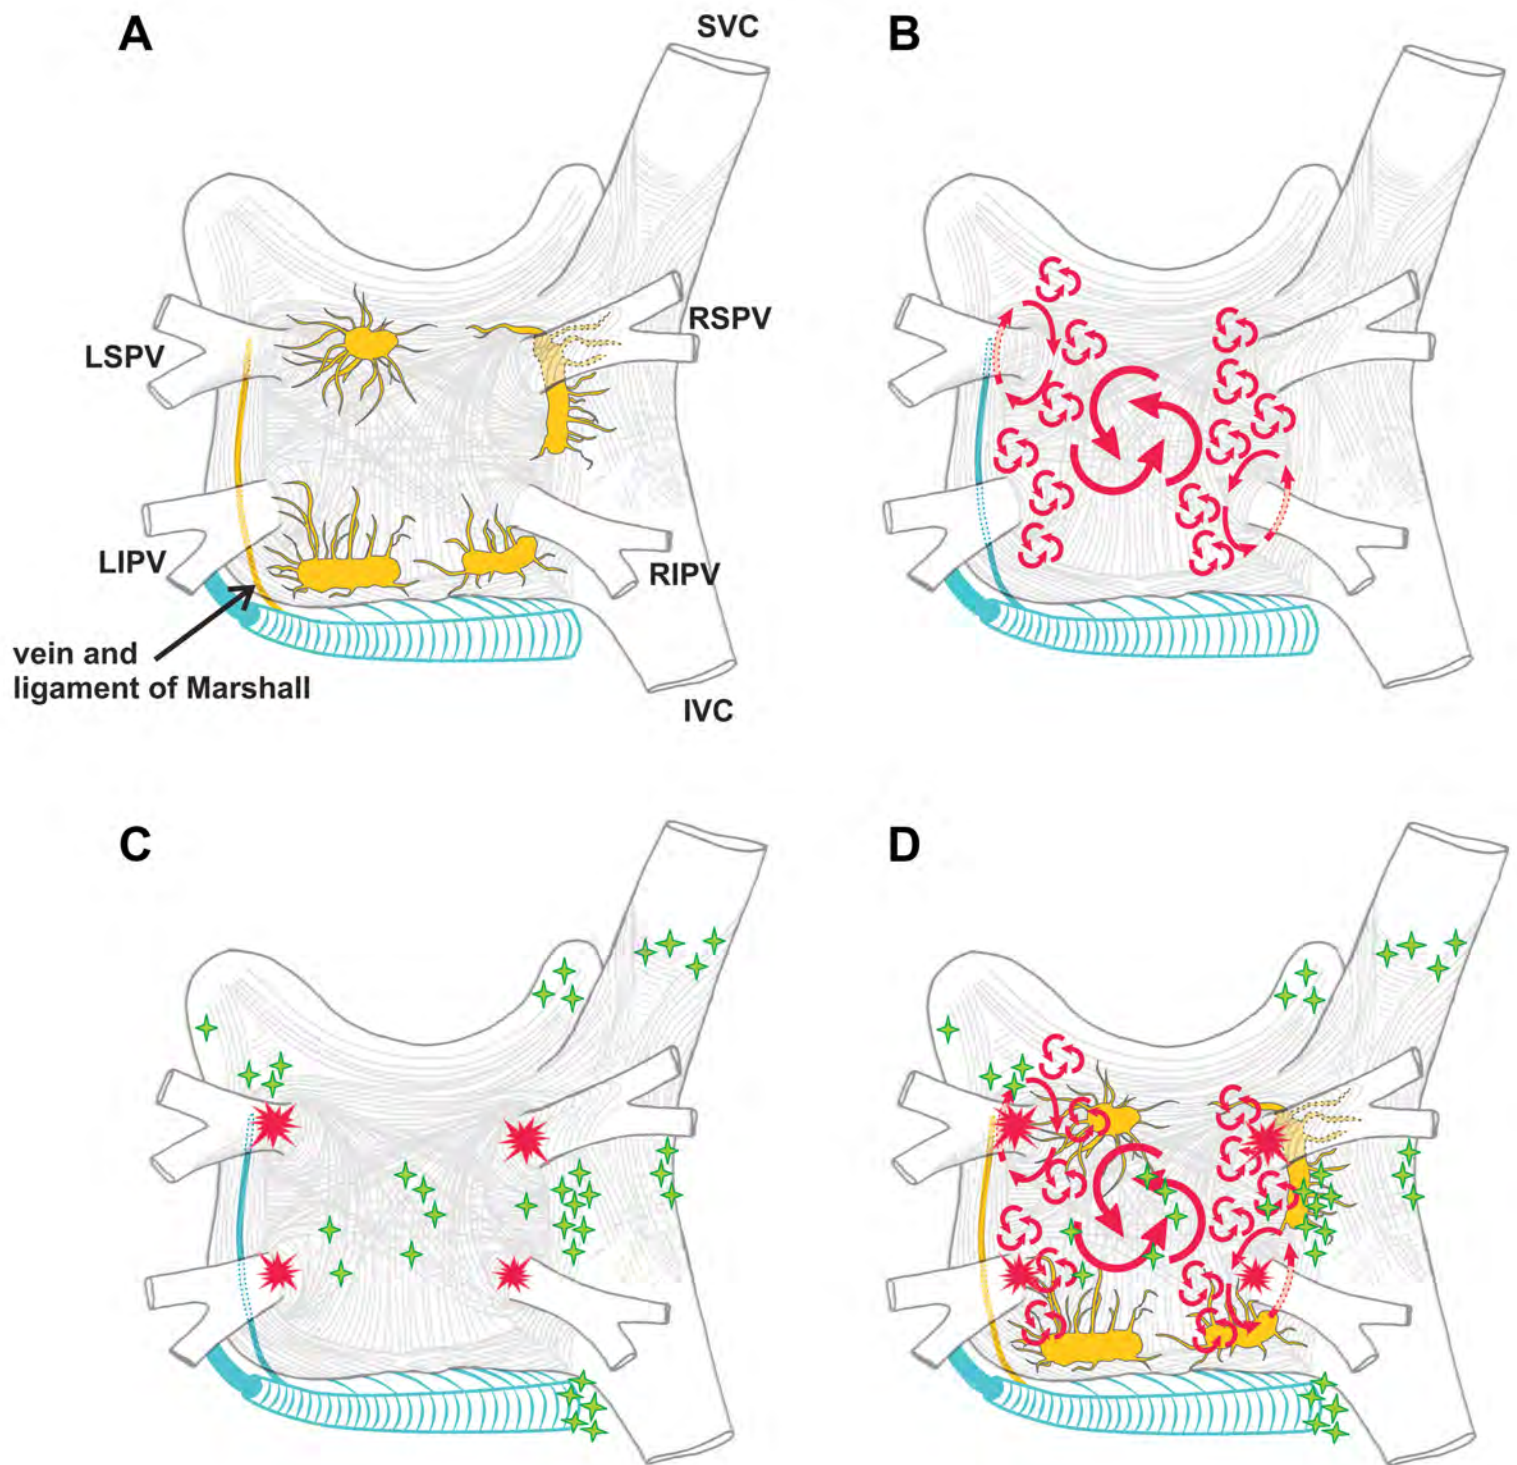 A
SVC
B
LSPV
RSPV
LIPV
RIPV
vein and
ligament of Marshall
IVC
C
D